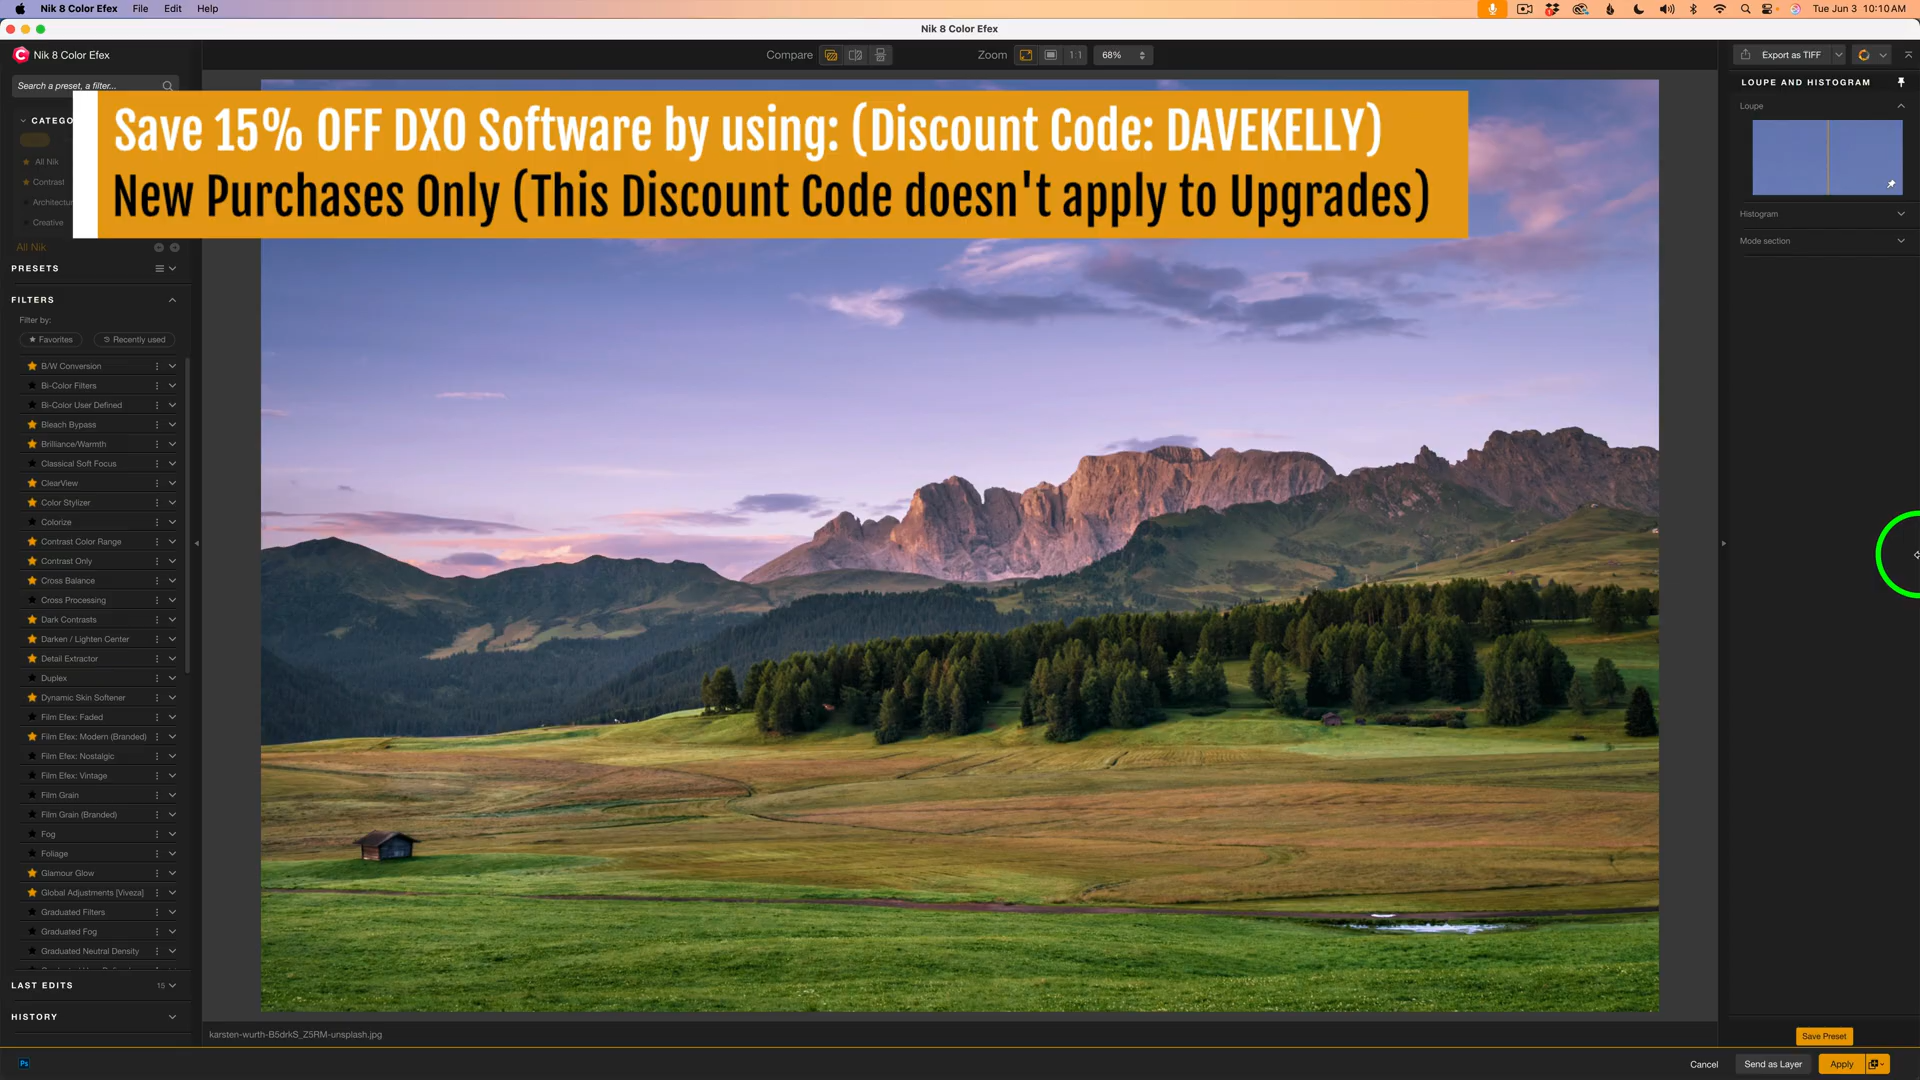 Nik 8 Color Efex File Edit Help
Tue Jun 3 10:10 AM
Nik 8 Color Efex
Nik 8 Color Efex
Compare
Zoom
1:1
68%
Export as TIFF
Search a preset, a filter...
LOUPE AND HISTOGRAM
Loupe
CATEGO
Save 15% OFF DXO Software by using: (Discount Code: DAVEKELLY)
New Purchases Only (This Discount Code doesn't apply to Upgrades)
All Nik
Contrast
Architectur
Creative
Histogram
Mode section
All Nik
PRESETS
FILTERS
Filter by:
Favorites
Recently used
B/W Conversion
Bi-Color Filters
Bi-Color User Defined
Bleach Bypass
Brilliance/Warmth
Classical Soft Focus
ClearView
Color Stylizer
Colorize
Contrast Color Range
Contrast Only
Cross Balance
Cross Processing
Dark Contrasts
Darken / Lighten Center
Detail Extractor
Duplex
Dynamic Skin Softener
Film Efex: Faded
Film Efex: Modern (Branded)
Film Efex: Nostalgic
Film Efex: Vintage
Film Grain
Film Grain (Branded)
Fog
Foliage
Glamour Glow
Global Adjustments [Viveza]
Graduated Filters
Graduated Fog
Graduated Neutral Density
LAST EDITS
15
HISTORY
karsten-wurth-B5drkS_Z5RM-unsplash.jpg
Save Preset
Ps
Cancel
Send as Layer
Apply